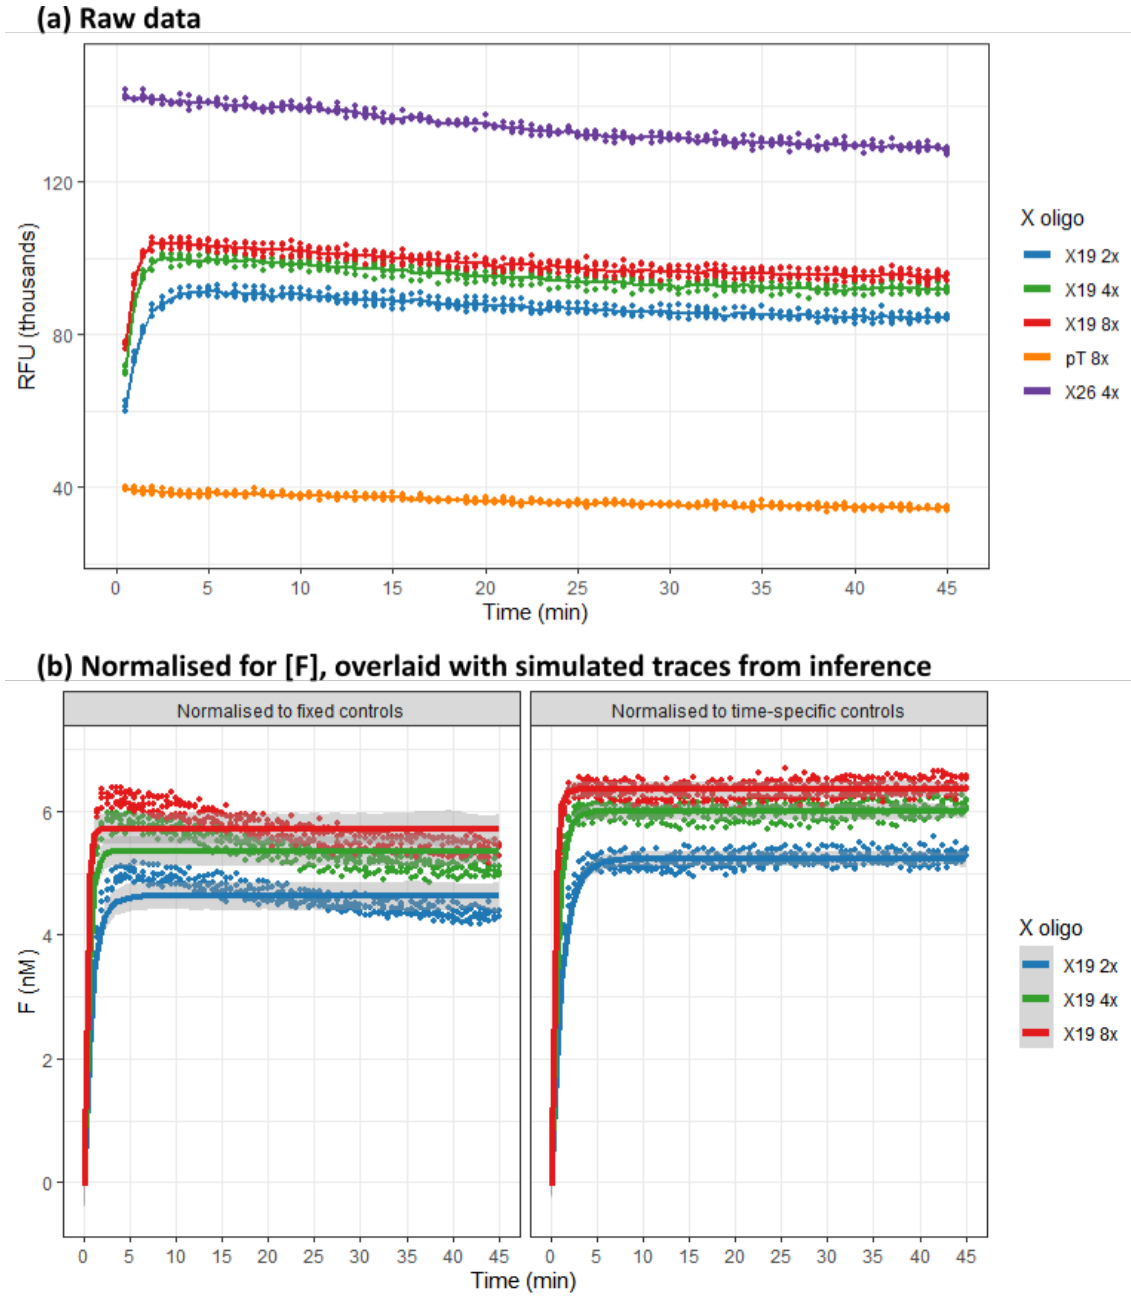 (a) Raw data
120
80
40
RFU (thousands)
0 5 10 15 20 25 30 35 40 45
Time (min)
X oligo
X19 2x
X19 4x
X19 8x
pT 8x
X26 4x
(b) Normalised for [F], overlaid with simulated traces from inference
Normalised to fixed controls
Normalised to time-specific controls
6
4
2
0
F (nM)
0 5 10 15 20 25 30 35 40 45
0 5 10 15 20 25 30 35 40 45
Time (min)
X oligo
X19 2x
X19 4x
X19 8x